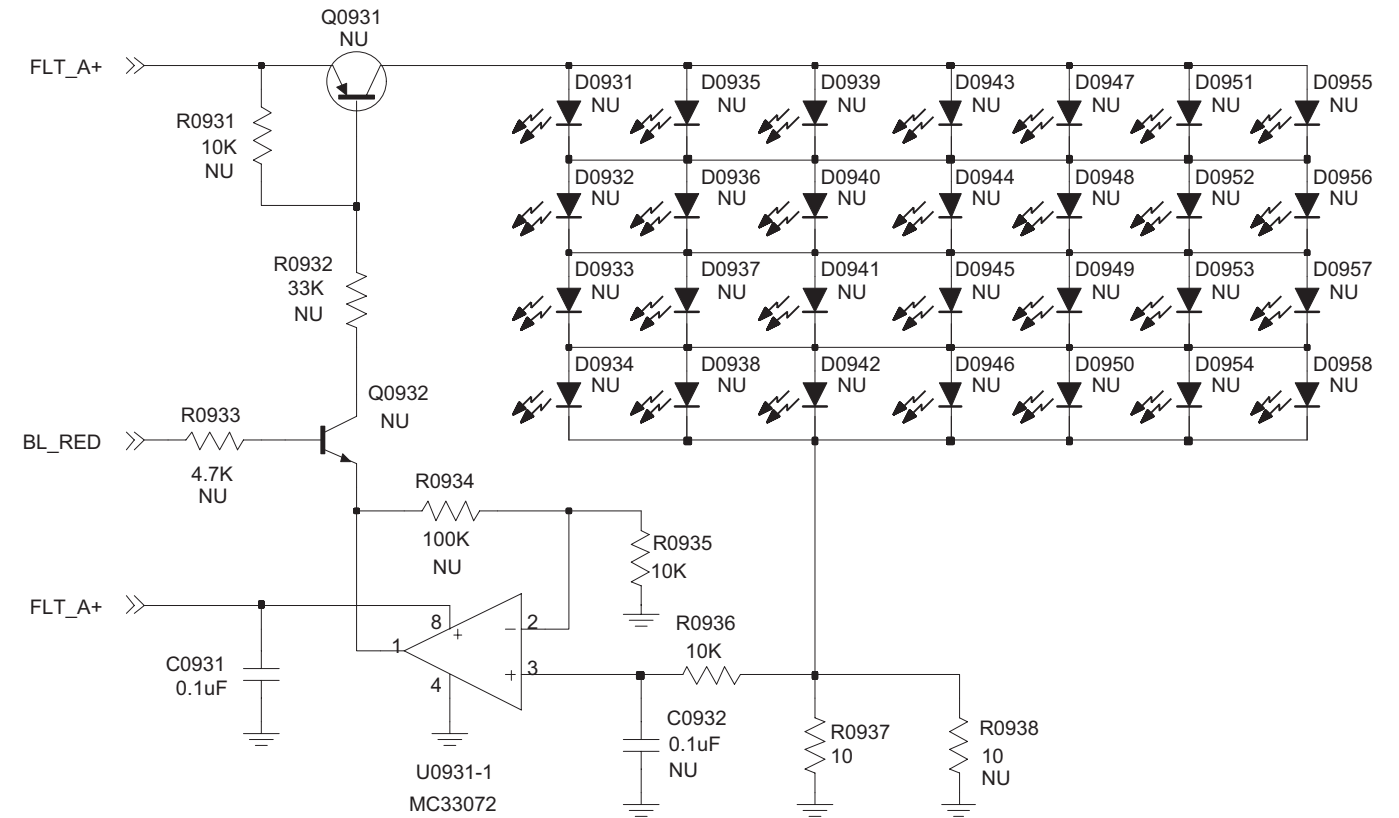 Q0931
NU
FLT_A+
R0931
10K
NU
D0931
NU
D0935
NU
D0939
NU
D0943
NU
D0947
NU
D0951
NU
D0955
NU
D0932
NU
D0936
NU
D0940
NU
D0944
NU
D0948
NU
D0952
NU
D0956
NU
R0932
33K
NU
D0933
NU
D0937
NU
D0941
NU
D0945
NU
D0949
NU
D0953
NU
D0957
NU
D0934
NU
D0938
NU
D0942
NU
D0946
NU
D0950
NU
D0954
NU
D0958
NU
Q0932
NU
BL_RED
R0933
4.7K
NU
R0934
100K
NU
R0935
10K
FLT_A+
8
+
− 2
1
4
+ 3
C0931
0.1uF
R0936
10K
C0932
0.1uF
NU
R0937
10
R0938
10
NU
U0931-1
MC33072